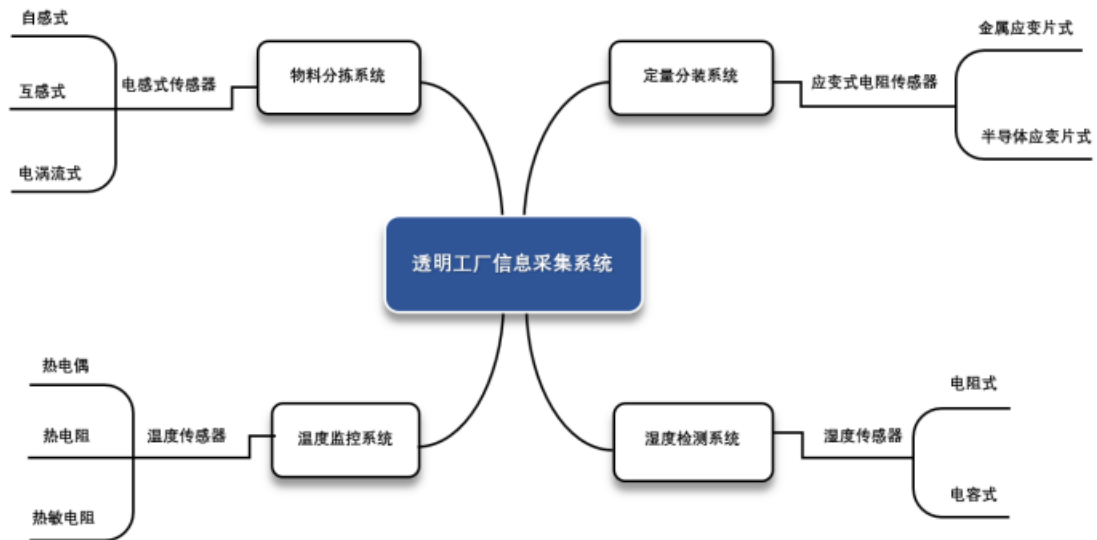 自感式
互感式
电涡流式
电感式传感器
物料分拣系统
定量分装系统
应变式电阻传感器
金属应变片式
半导体应变片式
透明工厂信息采集系统
热电偶
热电阻
热敏电阻
温度传感器
温度监控系统
湿度检测系统
湿度传感器
电阻式
电容式